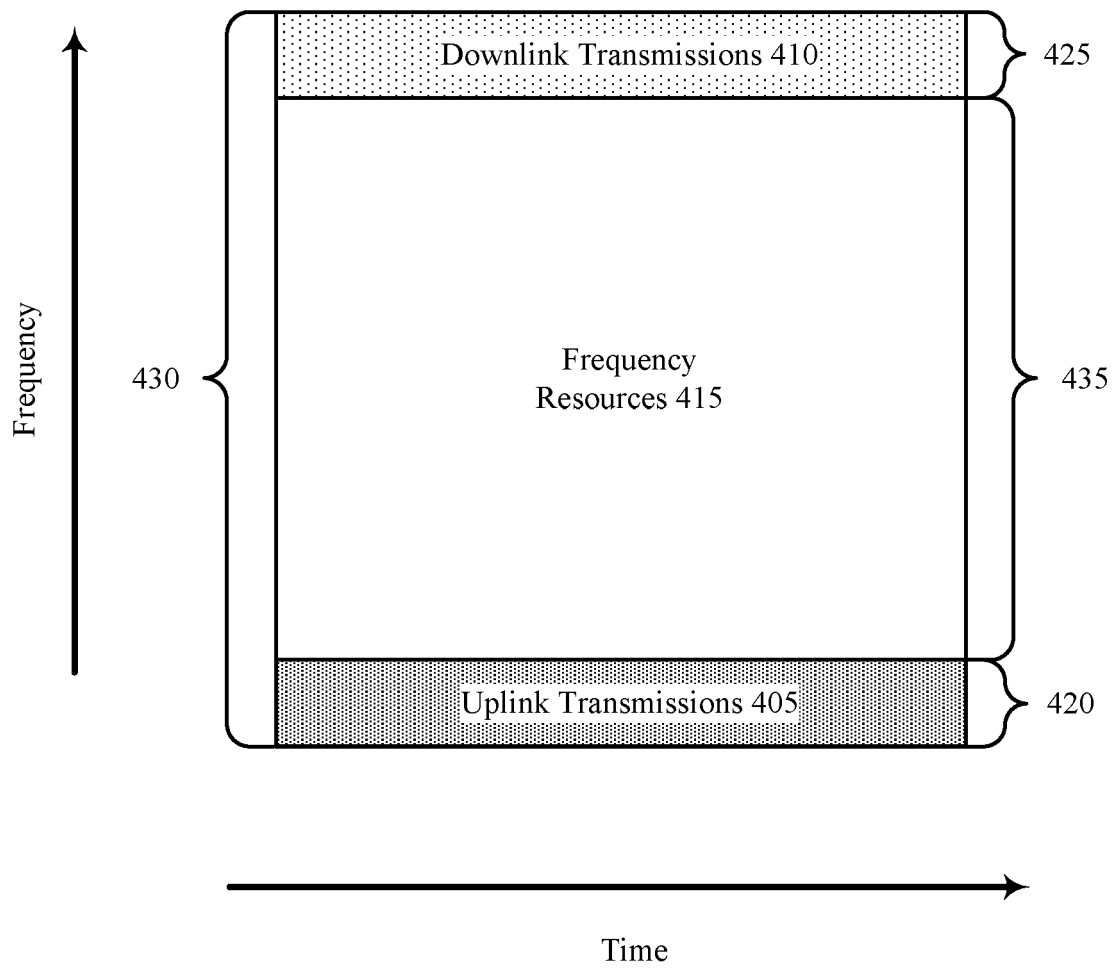 Downlink Transmissions 410
425
Frequency
430
Frequency
Resources 415
435
Uplink Transmissions 405
420
Time